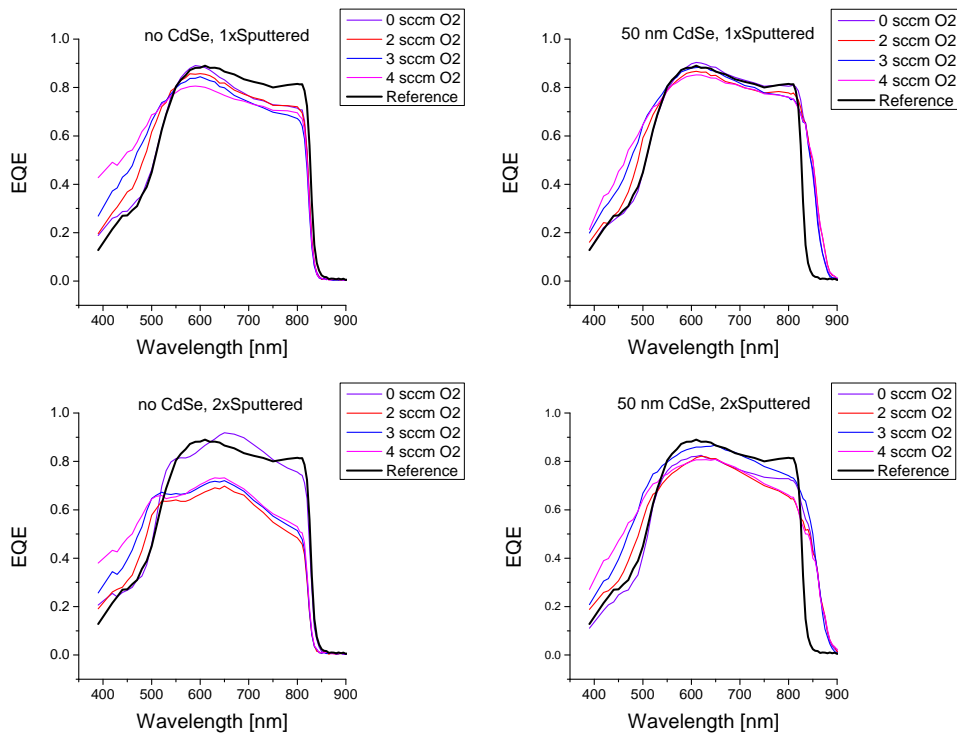 no CdSe, 1xSputtered
0 sccm O2
2 sccm O2
3 sccm O2
4 sccm O2
Reference
1.0
0.8
0.6
0.4
0.2
0.0
EQE
400 500 600 700 800 900
Wavelength [nm]
50 nm CdSe, 1xSputtered
0 sccm O2
2 sccm O2
3 sccm O2
4 sccm O2
Reference
1.0
0.8
0.6
0.4
0.2
0.0
EQE
400 500 600 700 800 900
Wavelength [nm]
no CdSe, 2xSputtered
0 sccm O2
2 sccm O2
3 sccm O2
4 sccm O2
Reference
1.0
0.8
0.6
0.4
0.2
0.0
EQE
400 500 600 700 800 900
Wavelength [nm]
50 nm CdSe, 2xSputtered
0 sccm O2
2 sccm O2
3 sccm O2
4 sccm O2
Reference
1.0
0.8
0.6
0.4
0.2
0.0
EQE
400 500 600 700 800 900
Wavelength [nm]